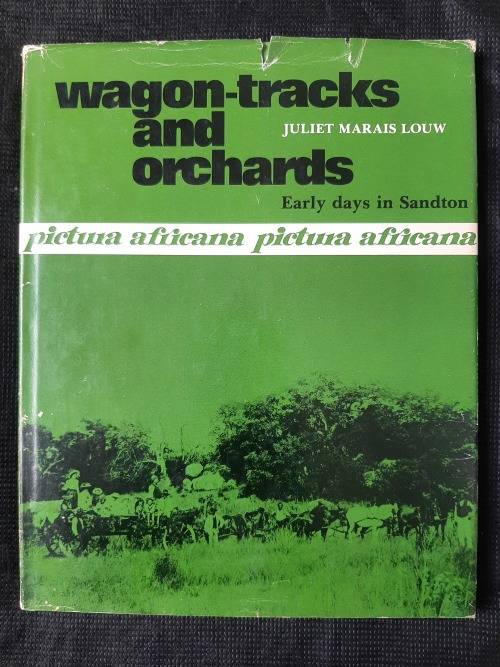 wagon-tracks
and
orchards
JULIET MARAIS LOUW
Early days in Sandton
pictura africana pictura africana